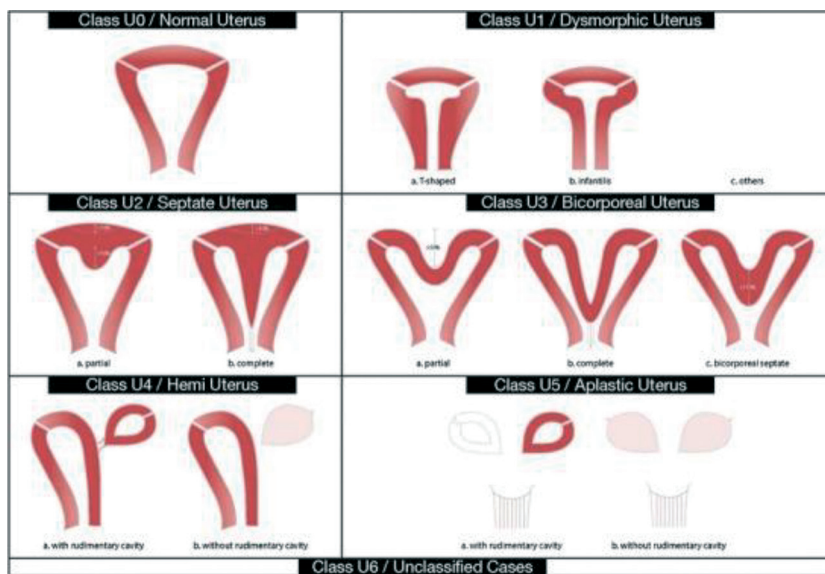 Class U0 / Normal Uterus
Class U1 / Dysmorphic Uterus
a. T-shaped
b. infantilis
c. others
Class U2 / Septate Uterus
Class U3 / Bicorporeal Uterus
a. partial
b. complete
a. partial
b. complete
c. bicorporeal septate
Class U4 / Hemi Uterus
Class U5 / Aplastic Uterus
a. with rudimentary cavity
b. without rudimentary cavity
a. with rudimentary cavity
b. without rudimentary cavity
Class U6 / Unclassified Cases